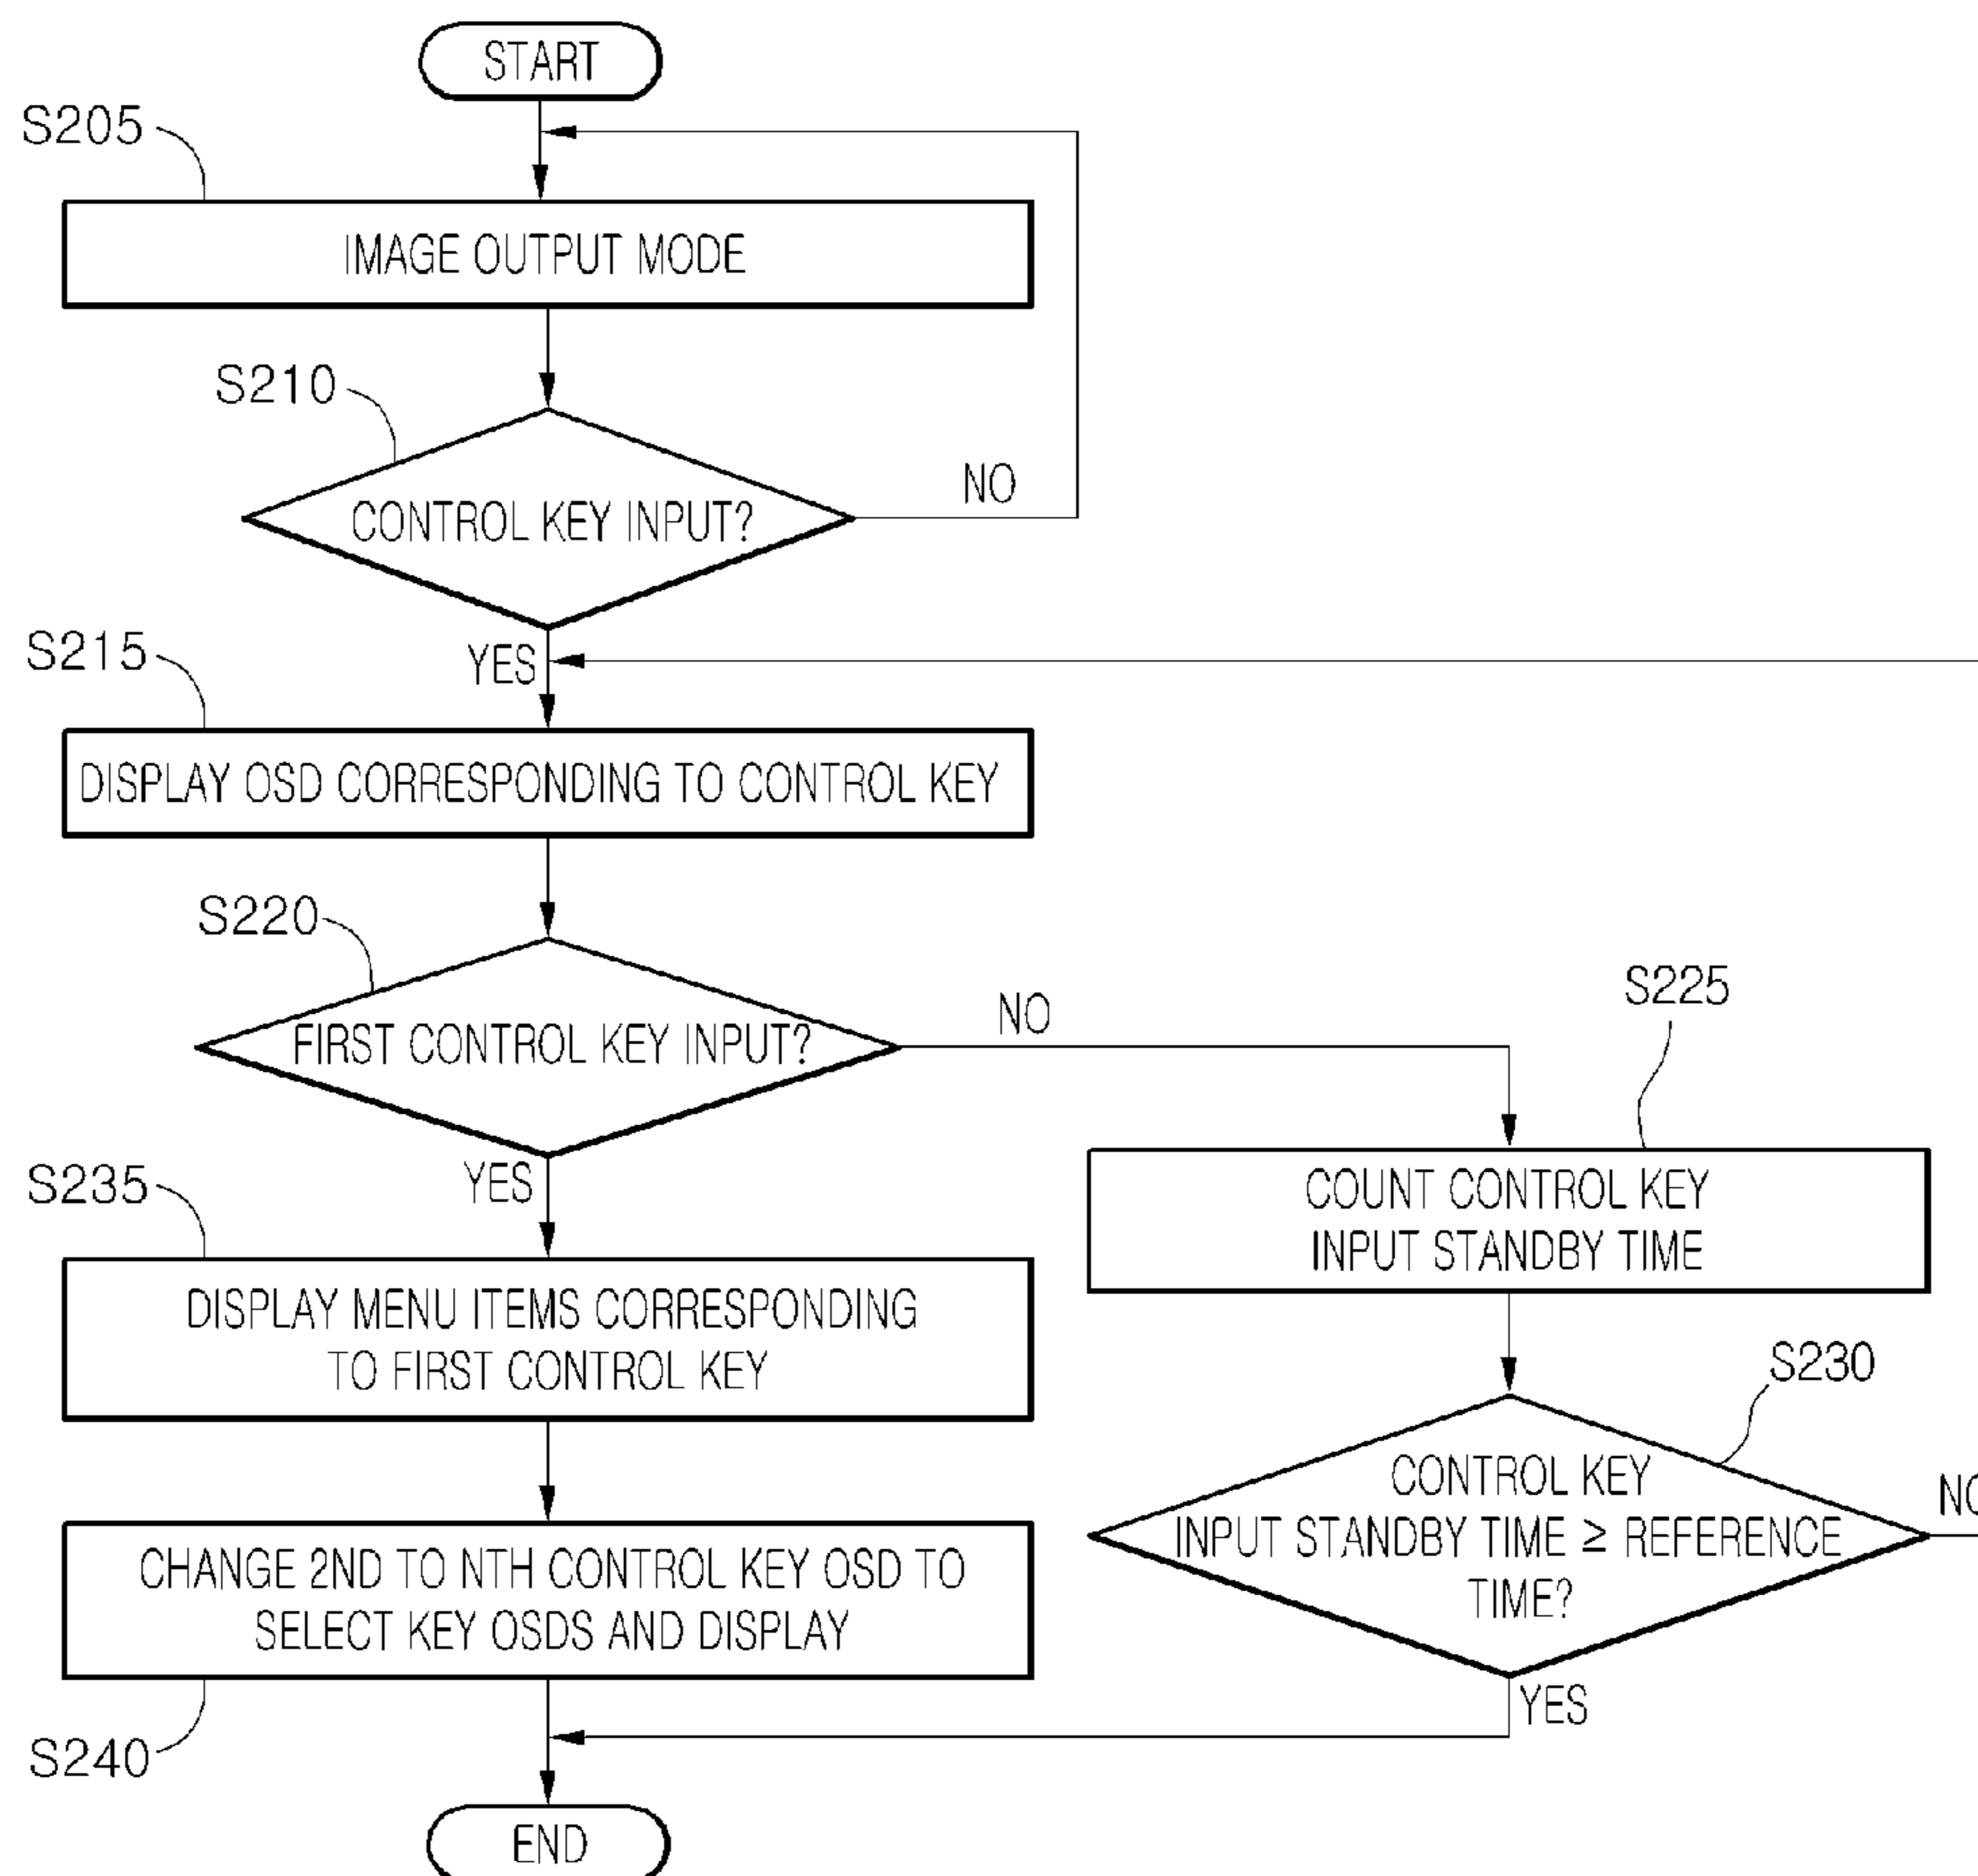 START
S205
IMAGE OUTPUT MODE
S210
CONTROL KEY INPUT?
NO
YES
S215
DISPLAY OSD CORRESPONDING TO CONTROL KEY
S220
FIRST CONTROL KEY INPUT?
NO
YES
S225
COUNT CONTROL KEY
INPUT STANDBY TIME
S230
CONTROL KEY
INPUT STANDBY TIME ≥ REFERENCE
TIME?
NO
YES
S235
DISPLAY MENU ITEMS CORRESPONDING
TO FIRST CONTROL KEY
CHANGE 2ND TO NTH CONTROL KEY OSD TO
SELECT KEY OSDS AND DISPLAY
S240
END